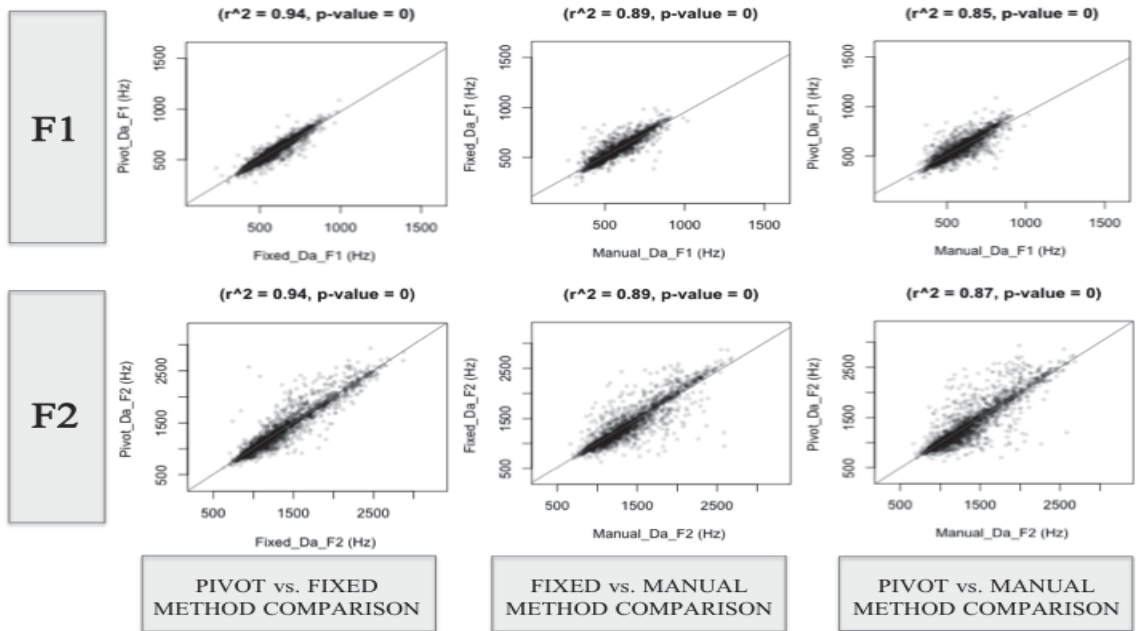 (r^2 = 0.94, p-value = 0)
(r^2 = 0.89, p-value = 0)
(r^2 = 0.85, p-value = 0)
F1
Pivot_Da_F1 (Hz)
500 1000 1500
500 1000 1500
Fixed_Da_F1 (Hz)
Fixed_Da_F1 (Hz)
500 1000 1500
500 1000 1500
Manual_Da_F1 (Hz)
Pivot_Da_F1 (Hz)
500 1000 1500
500 1000 1500
Manual_Da_F1 (Hz)
(r^2 = 0.94, p-value = 0)
(r^2 = 0.89, p-value = 0)
(r^2 = 0.87, p-value = 0)
F2
Pivot_Da_F2 (Hz)
500 1500 2500
500 1500 2500
Fixed_Da_F2 (Hz)
Fixed_Da_F2 (Hz)
500 1500 2500
500 1500 2500
Manual_Da_F2 (Hz)
Pivot_Da_F2 (Hz)
500 1500 2500
500 1500 2500
Manual_Da_F2 (Hz)
PIVOT vs. FIXED
METHOD COMPARISON
FIXED vs. MANUAL
METHOD COMPARISON
PIVOT vs. MANUAL
METHOD COMPARISON